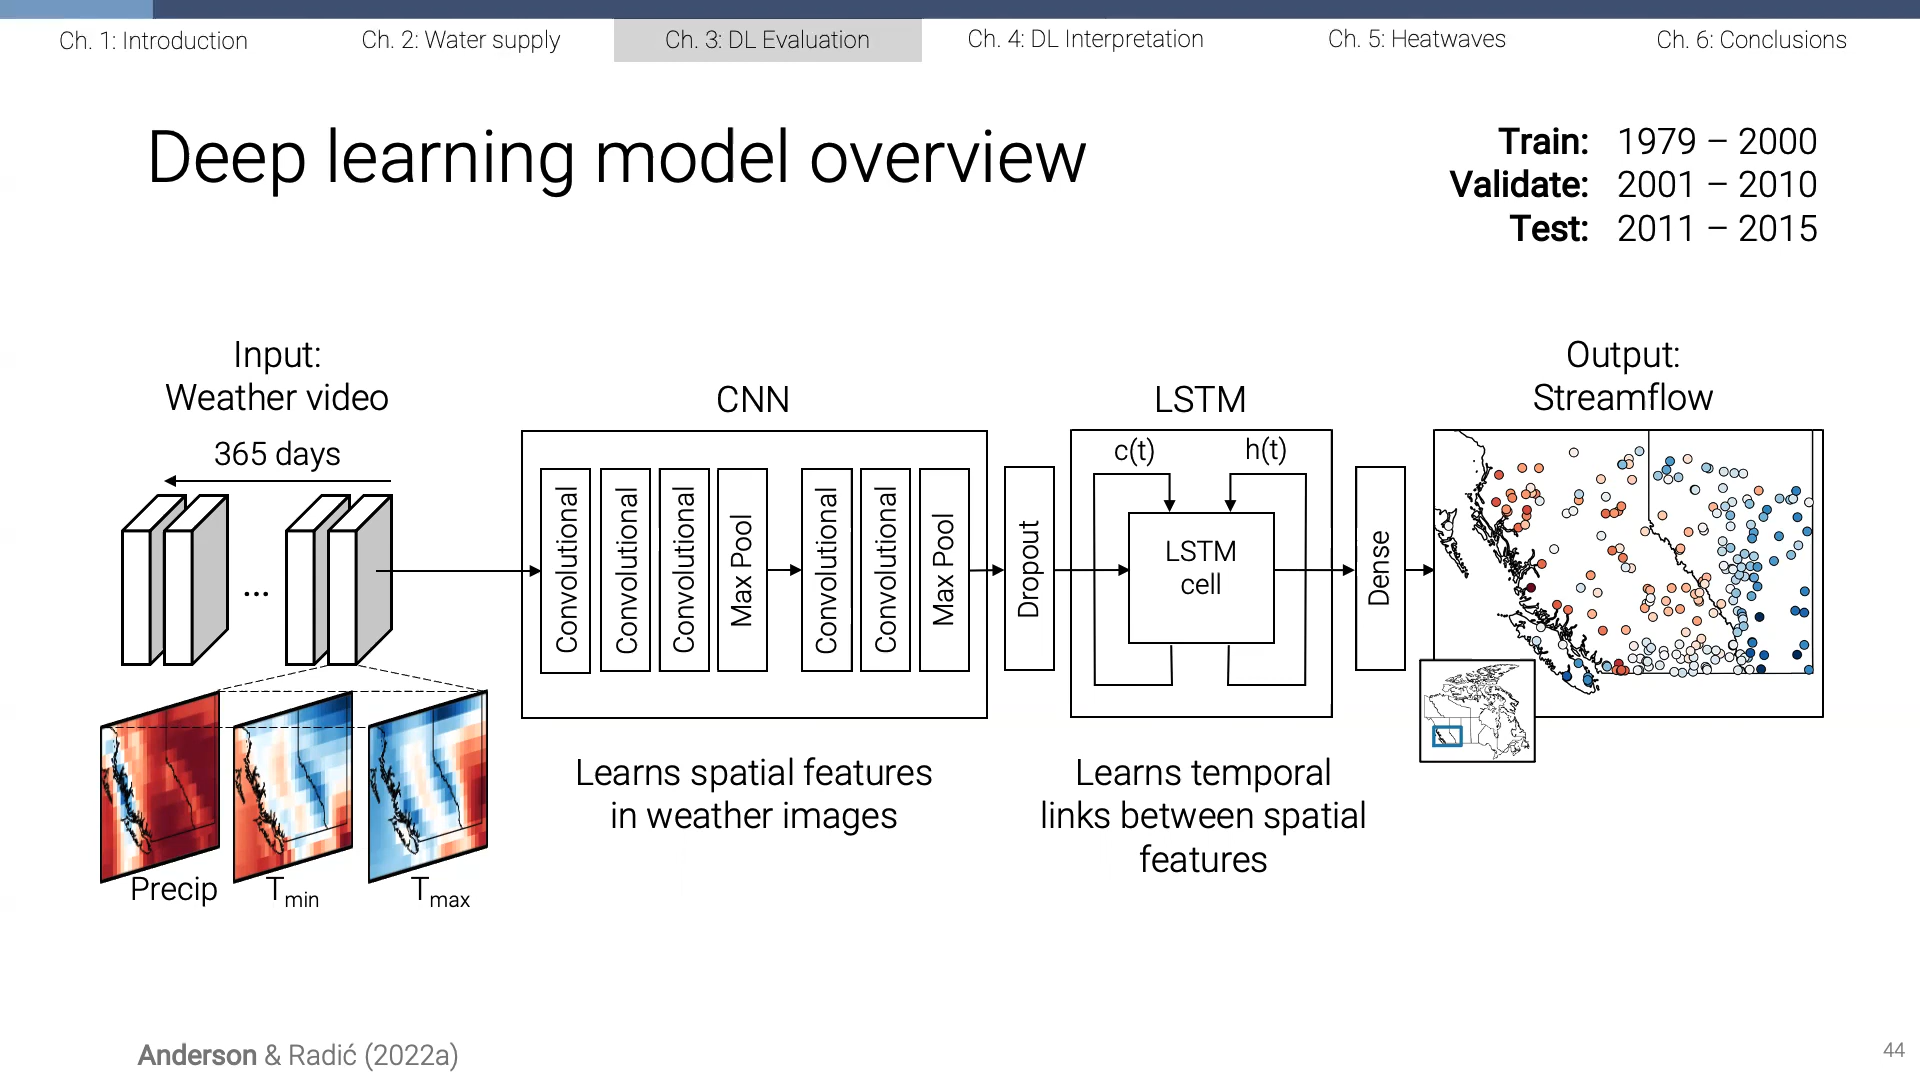 Ch. 1: Introduction
Ch. 2: Water supply
Ch. 3: DL Evaluation
Ch. 4: DL Interpretation
Ch. 5: Heatwaves
Ch. 6: Conclusions
Deep learning model overview
Train: 1979 – 2000
Validate: 2001 – 2010
Test: 2011 – 2015
Input:
Weather video
365 days
...
Precip
Tmin
Tmax
CNN
Convolutional
Convolutional
Convolutional
Max Pool
Convolutional
Convolutional
Max Pool
Learns spatial features
in weather images
Dropout
LSTM
c(t)
h(t)
LSTM
cell
Learns temporal
links between spatial
features
Dense
Output:
Streamflow
Anderson & Radić (2022a)
44